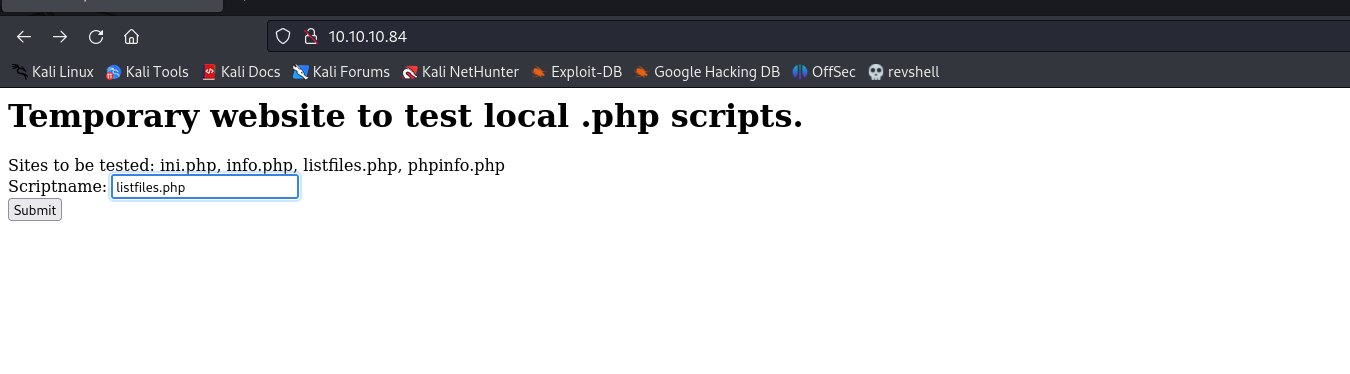 10.10.10.84
Kali Linux Kali Tools Kali Docs Kali Forums Kali NetHunter Exploit-DB Google Hacking DB OffSec revshell
Temporary website to test local .php scripts.
Sites to be tested: ini.php, info.php, listfiles.php, phpinfo.php
Scriptname: listfiles.php
Submit